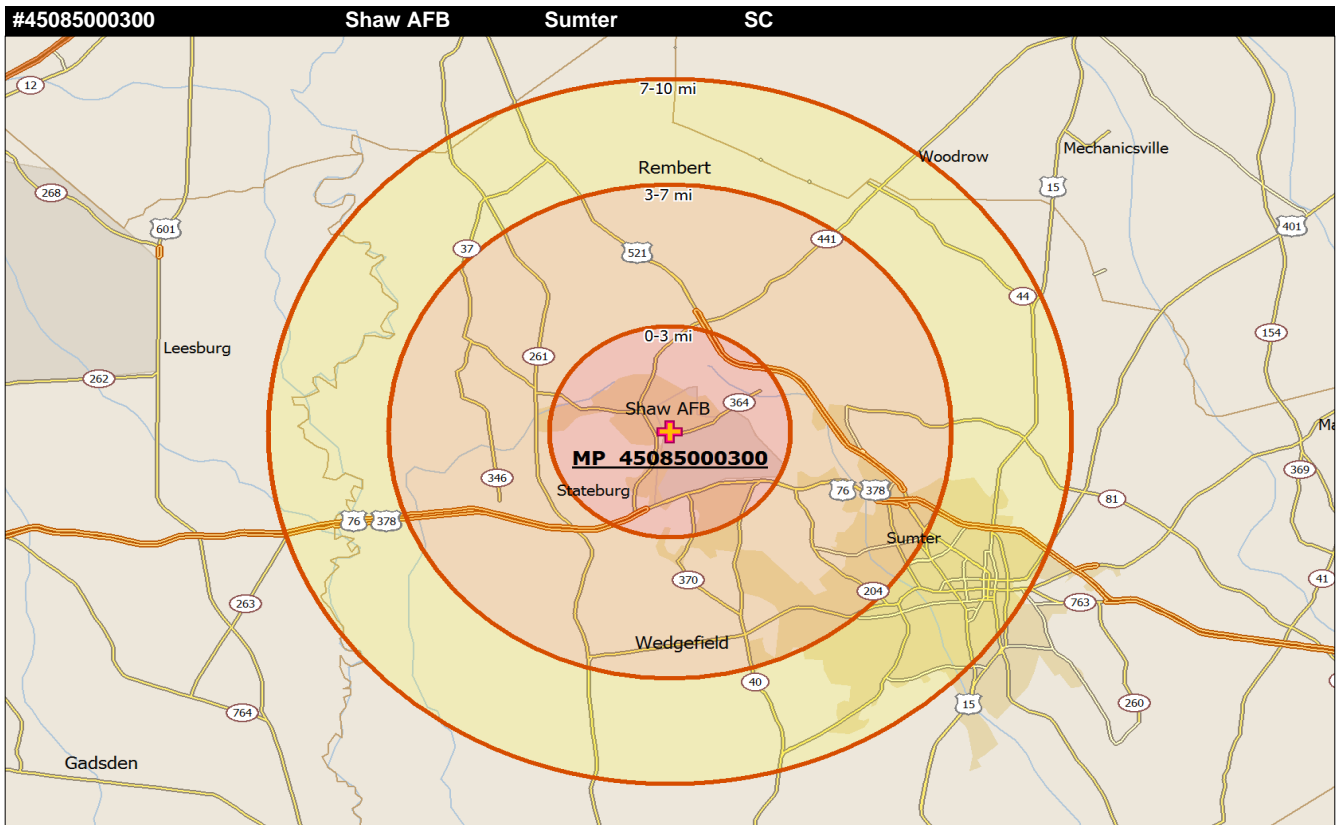 #45085000300 Shaw AFB Sumter SC
7-10 mi
12
Woodrow
Mechanicsville
Rembert
268
15
3-7 mi
601
401
441
37
521
44
0-3 mi
154
Leesburg
261
262
364
Shaw AFB
MP 45085000300
369
346
Stateburg
76 378
81
76 378
Sumter
370
41
204
263
763
Wedgefield
40
15
260
764
Gadsden